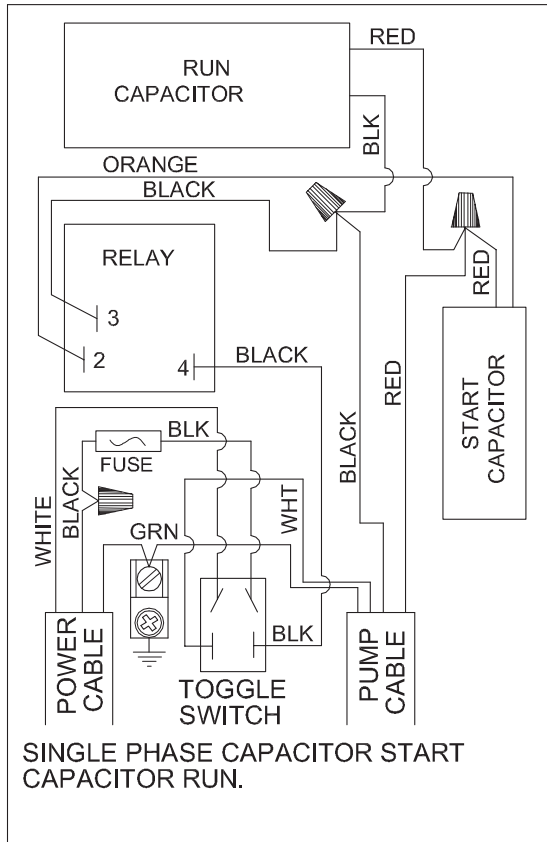 RED
RUN
CAPACITOR
BLK
ORANGE
BLACK
RELAY
3
2
4
BLACK
RED
RED
START
CAPACITOR
BLACK
BLK
FUSE
WHITE
BLACK
WHT
GRN
BLK
POWER
CABLE
TOGGLE
SWITCH
PUMP
CABLE
SINGLE PHASE CAPACITOR START
CAPACITOR RUN.